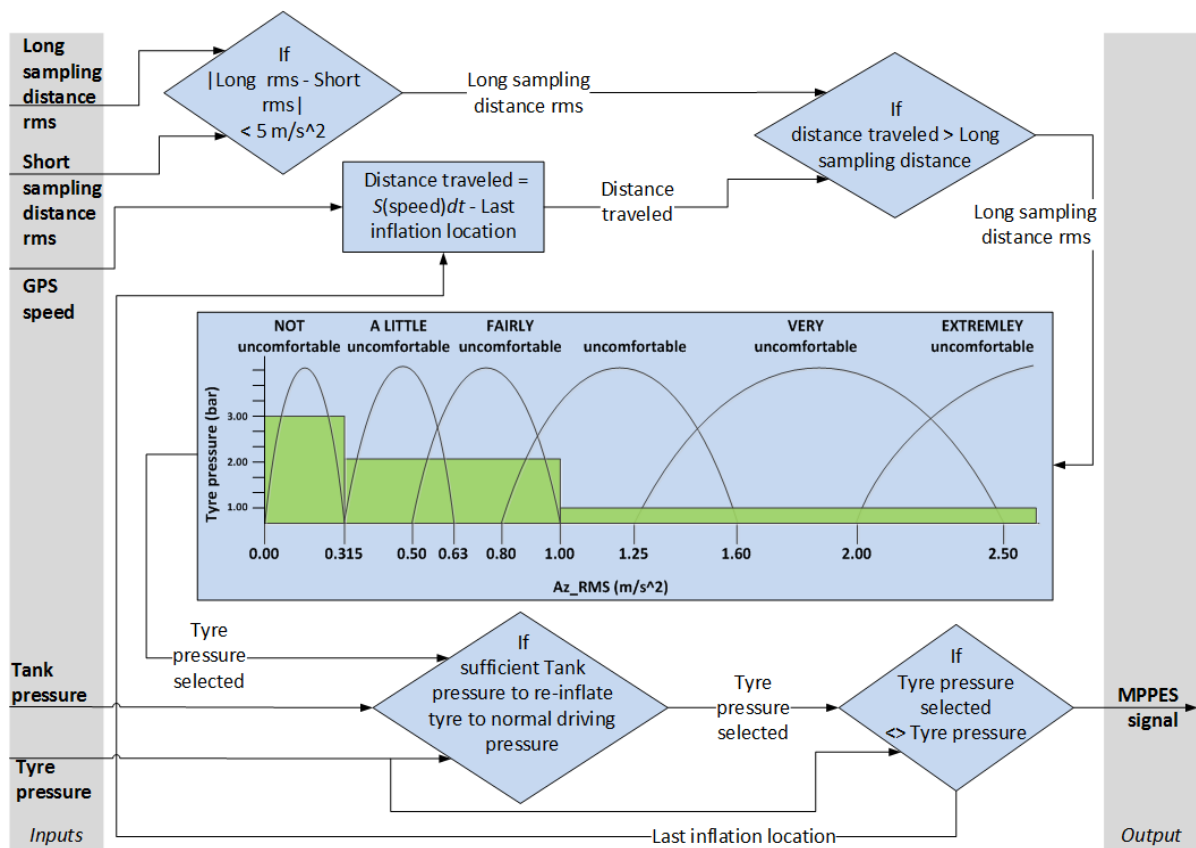 Long
sampling
distance
rms
Short
sampling
distance
rms
GPS
speed
If
|Long rms - Short
rms|
< 5 m/s^2
Long sampling
distance rms
If
distance traveled > Long
sampling distance
Distance traveled =
S(speed)dt - Last
inflation location
Distance
traveled
Long sampling
distance rms
NOT
uncomfortable
A LITTLE
uncomfortable
FAIRLY
uncomfortable
uncomfortable
VERY
uncomfortable
EXTREMLEY
uncomfortable
Tyre pressure (bar)
3.00
2.00
1.00
0.00
0.315
0.50
0.63
0.80
1.00
1.25
1.60
2.00
2.50
Az_RMS (m/s^2)
Tyre
pressure
selected
Tank
pressure
Tyre
pressure
Inputs
If
sufficient Tank
pressure to re-inflate
tyre to normal driving
pressure
Tyre
pressure
selected
If
Tyre pressure
selected
<> Tyre pressure
MPPES
signal
Last inflation location
Output